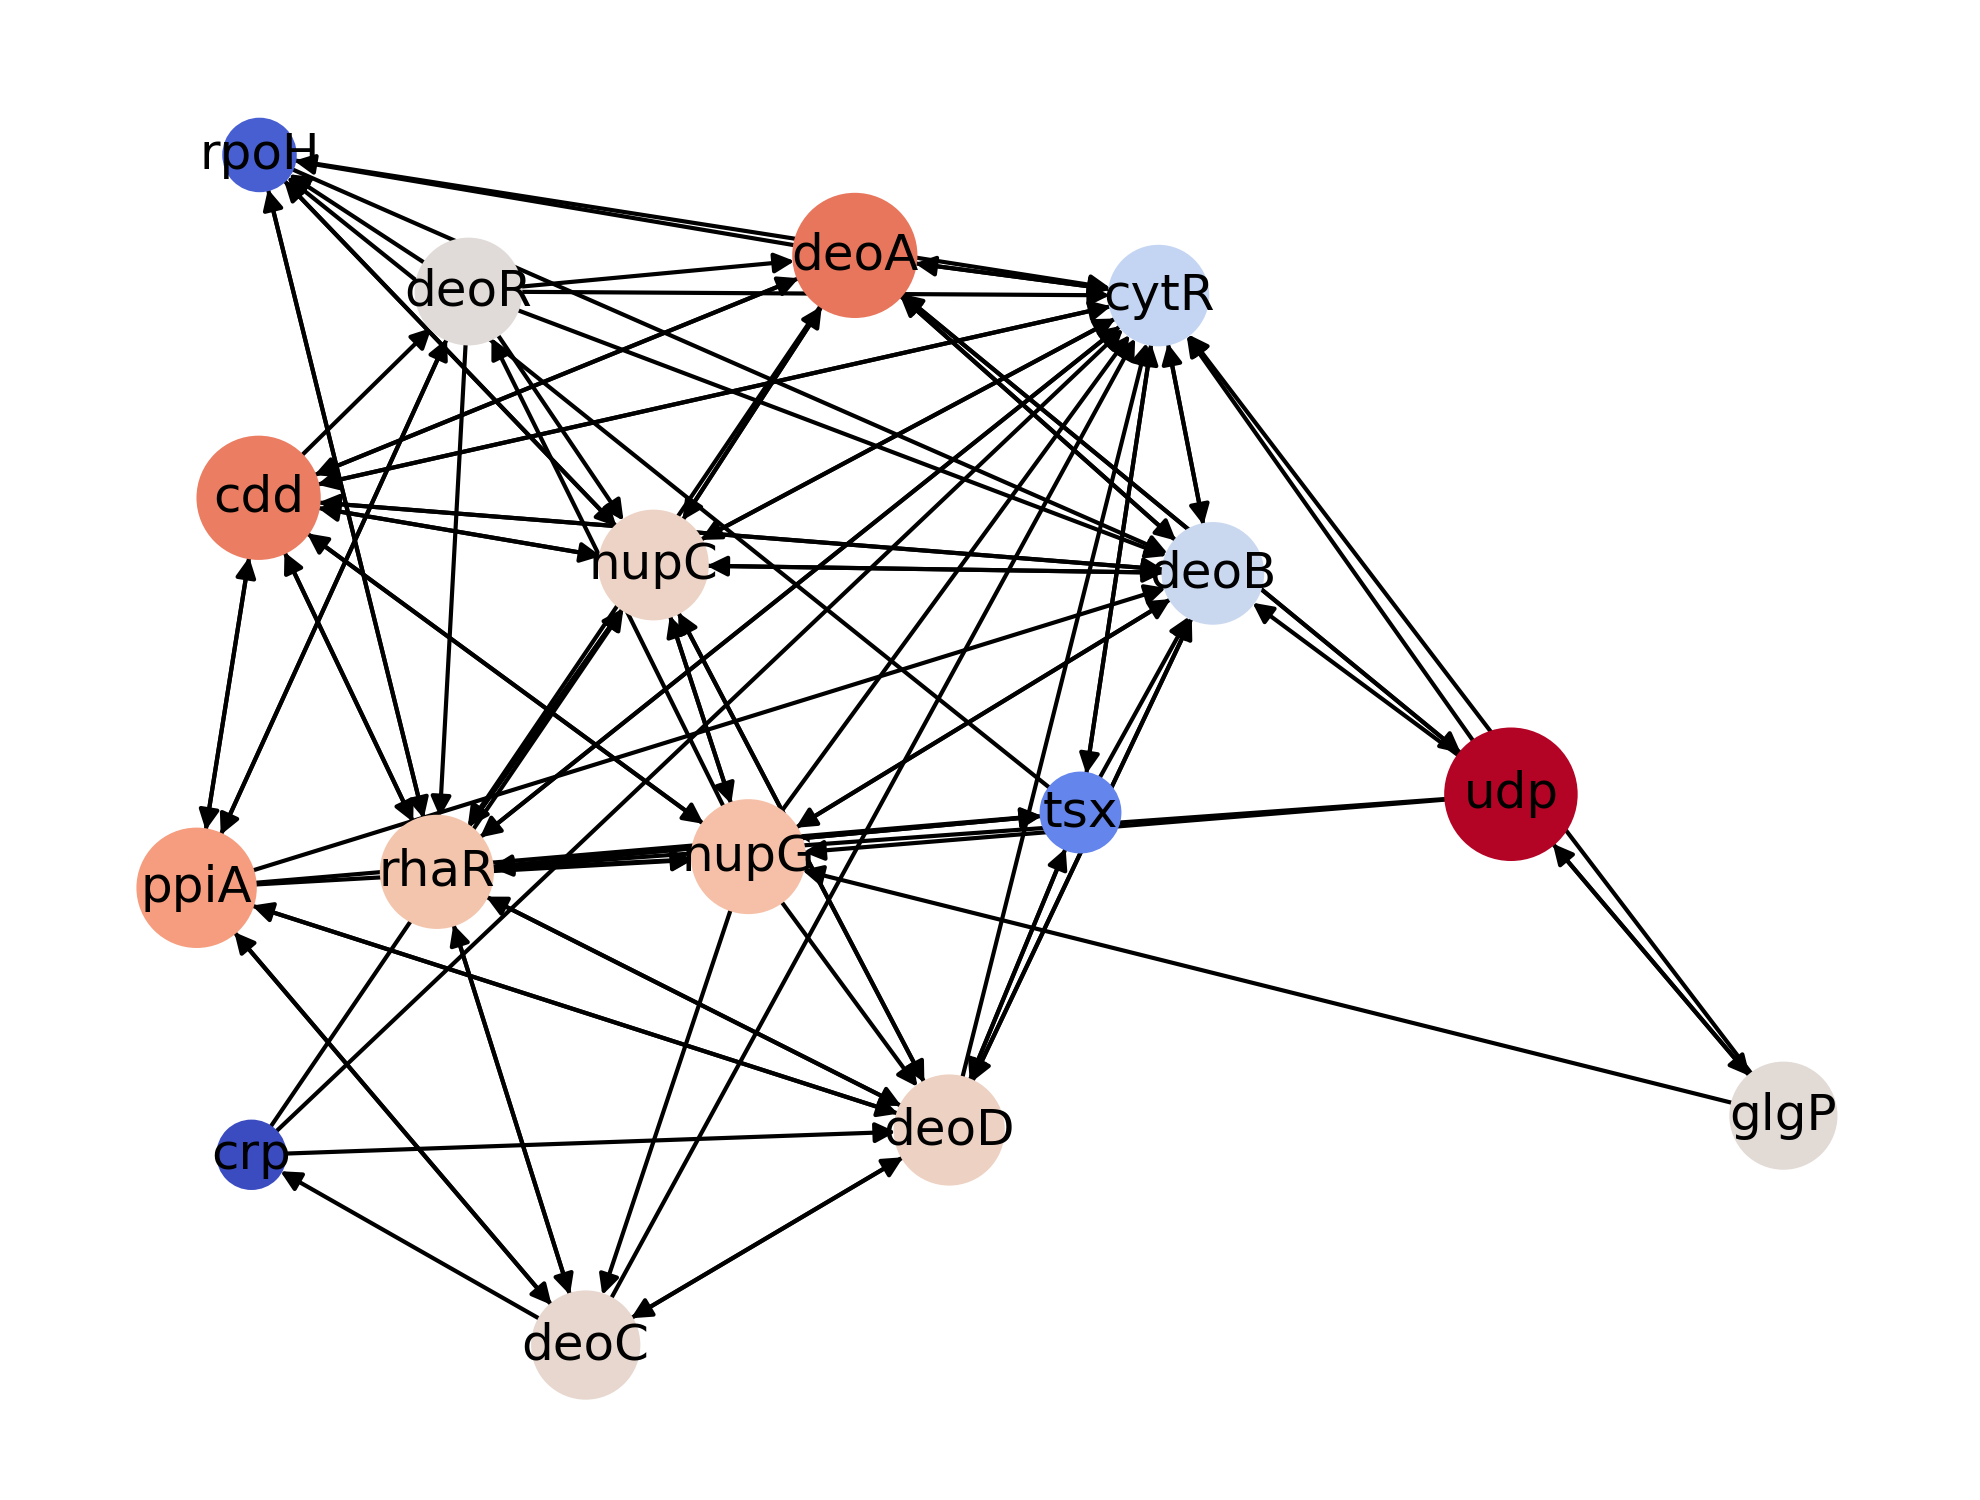 rpoH
deoR
deoA
cytR
cdd
nupC
deoB
udp
tsx
ppiA
rhaR
nupG
glgP
crp
deoD
deoC